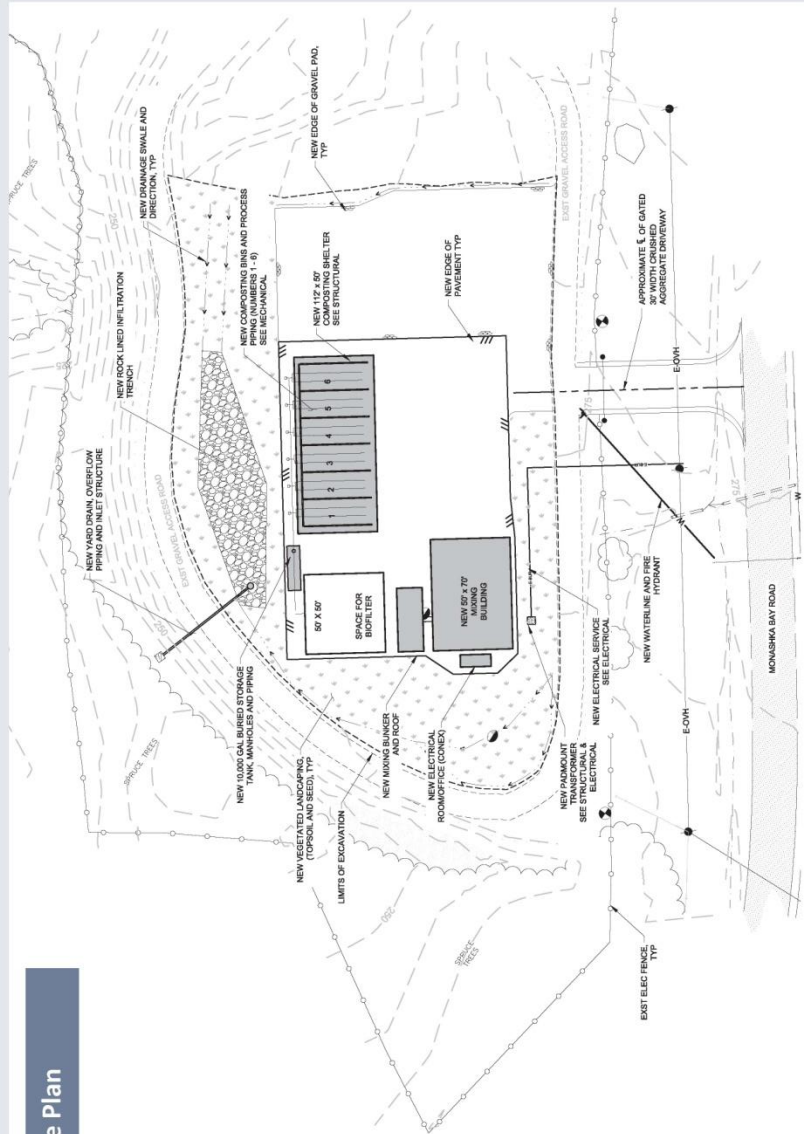 e Plan
SPRUCE TREES
250
NEW DRAINAGE SWALE AND
DIRECTION, TYP
NEW ROCK LINED INFILTRATION
TRENCH
NEW YARD DRAIN, OVERFLOW
PIPING AND INLET STRUCTURE
NEW COMPOSTING BINS AND PROCESS
PIPING (NUMBERS 1 - 6)
SEE MECHANICAL
NEW 112' x 50'
COMPOSTING SHELTER
SEE STRUCTURAL
NEW EDGE OF GRAVEL PAD,
TYP
EXIST GRAVEL ACCESS ROAD
250
SPRUCE TREES
NEW 10,000 GAL BURIED STORAGE
TANK, MANHOLES AND PIPING
1
2
3
4
5
6
50' X 50'
SPACE FOR
BIOFILTER
NEW EDGE OF
PAVEMENT TYP
EXST GRAVEL ACCESS ROAD
NEW VEGETATED LANDSCAPING,
(TOPSOIL AND SEED), TYP
LIMITS OF EXCAVATION
NEW MIXING BUNKER
AND ROOF
NEW 50' x 70'
MIXING
BUILDING
NEW ELECTRICAL
ROOM/OFFICE (CONEX)
NEW PADMOUNT
TRANSFORMER
SEE STRUCTURAL &
ELECTRICAL
NEW ELECTRICAL SERVICE
SEE ELECTRICAL
275
250
SPRUCE
TREES
NEW WATERLINE AND FIRE
HYDRANT
APPROXIMATE ℄ OF GATED
30' WIDTH CRUSHED
AGGREGATE DRIVEWAY
EXST ELEC FENCE,
TYP
E-OVH
E-OVH
W
275
MONASHKA BAY ROAD
W